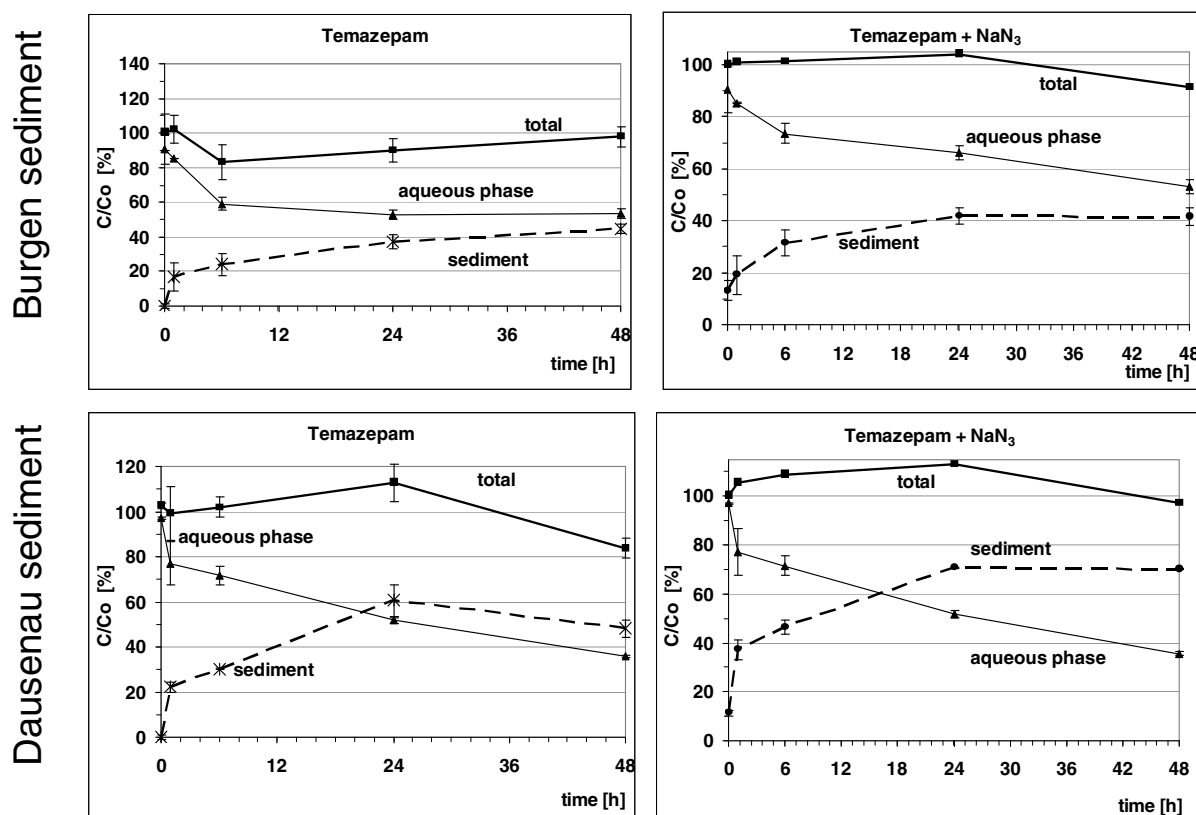 Burgen sediment
Temazepam
140
120
100
80
60
40
20
0
C/Co [%]
total
aqueous phase
sediment
0 12 24 36 48
time [h]
Temazepam + NaN₃
100
80
60
40
20
0
C/Co [%]
total
aqueous phase
sediment
0 6 12 18 24 30 36 42 48
time [h]
Dausenau sediment
Temazepam
120
100
80
60
40
20
0
C/Co [%]
total
aqueous phase
sediment
0 12 24 36 48
time [h]
Temazepam + NaN₃
100
80
60
40
20
0
C/Co [%]
total
sediment
aqueous phase
0 6 12 18 24 30 36 42 48
time [h]